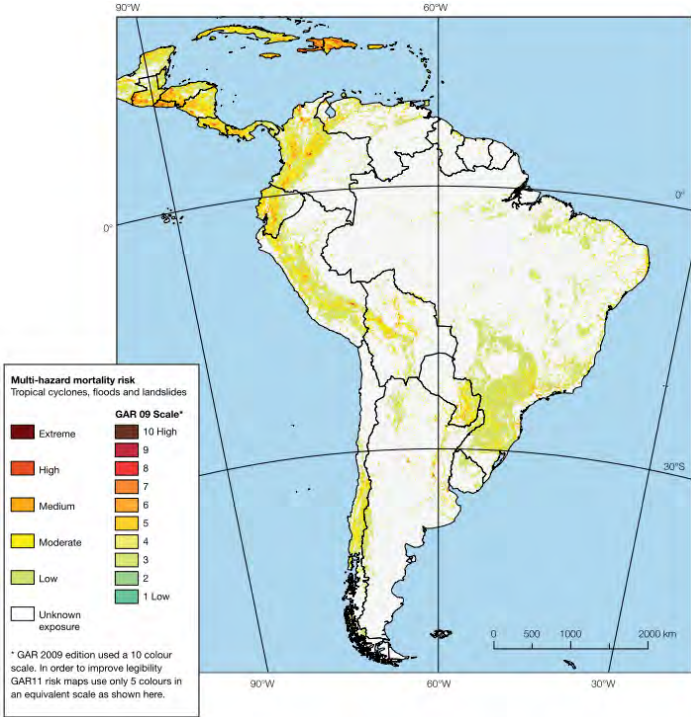 90°W
60°W
0°
0°
30°S
Multi-hazard mortality risk
Tropical cyclones, floods and landslides
GAR 09 Scale*
Extreme
High
Medium
Moderate
Low
Unknown
exposure
10 High
9
8
7
6
5
4
3
2
1 Low
* GAR 2009 edition used a 10 colour
scale. In order to improve legibility
GAR11 risk maps use only 5 colours in
an equivalent scale as shown here.
0 500 1000 2000 km
90°W
60°W
30°W